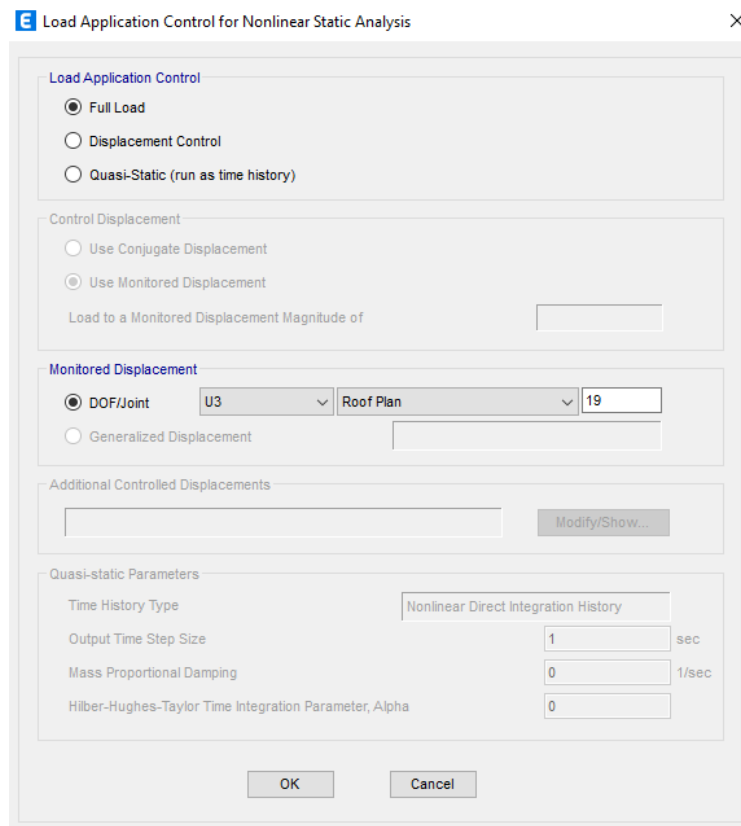 E Load Application Control for Nonlinear Static Analysis
Load Application Control
Full Load
Displacement Control
Quasi-Static (run as time history)
Control Displacement
Use Conjugate Displacement
Use Monitored Displacement
Load to a Monitored Displacement Magnitude of
Monitored Displacement
DOF/Joint U3 Roof Plan 19
Generalized Displacement
Additional Controlled Displacements
Modify/Show...
Quasi-static Parameters
Time History Type Nonlinear Direct Integration History
Output Time Step Size 1 sec
Mass Proportional Damping 0 1/sec
Hilber-Hughes-Taylor Time Integration Parameter, Alpha 0
OK Cancel